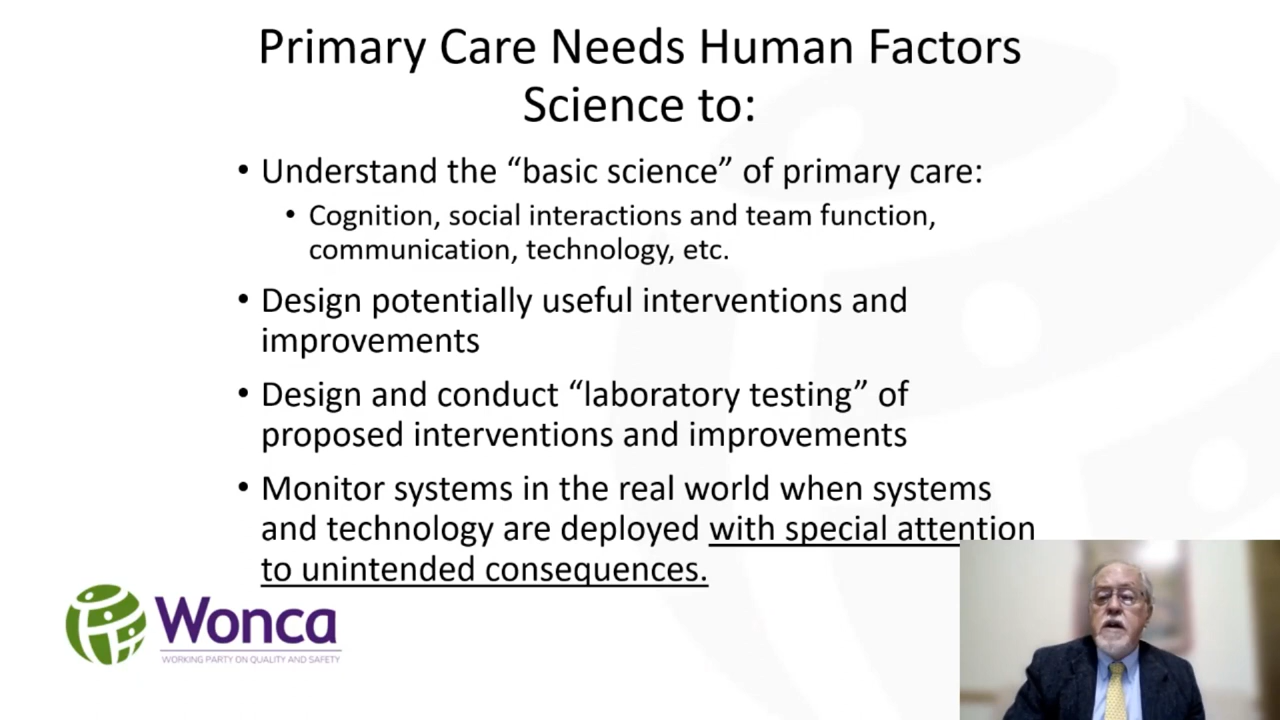 Primary Care Needs Human Factors
Science to:
• Understand the “basic science” of primary care:
• Cognition, social interactions and team function,
communication, technology, etc.
• Design potentially useful interventions and
improvements
• Design and conduct “laboratory testing” of
proposed interventions and improvements
• Monitor systems in the real world when systems
and technology are deployed with special attention
to unintended consequences.
Wonca
WORKING PARTY ON QUALITY AND SAFETY